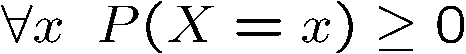 ∀x P(X = x) ≥ 0